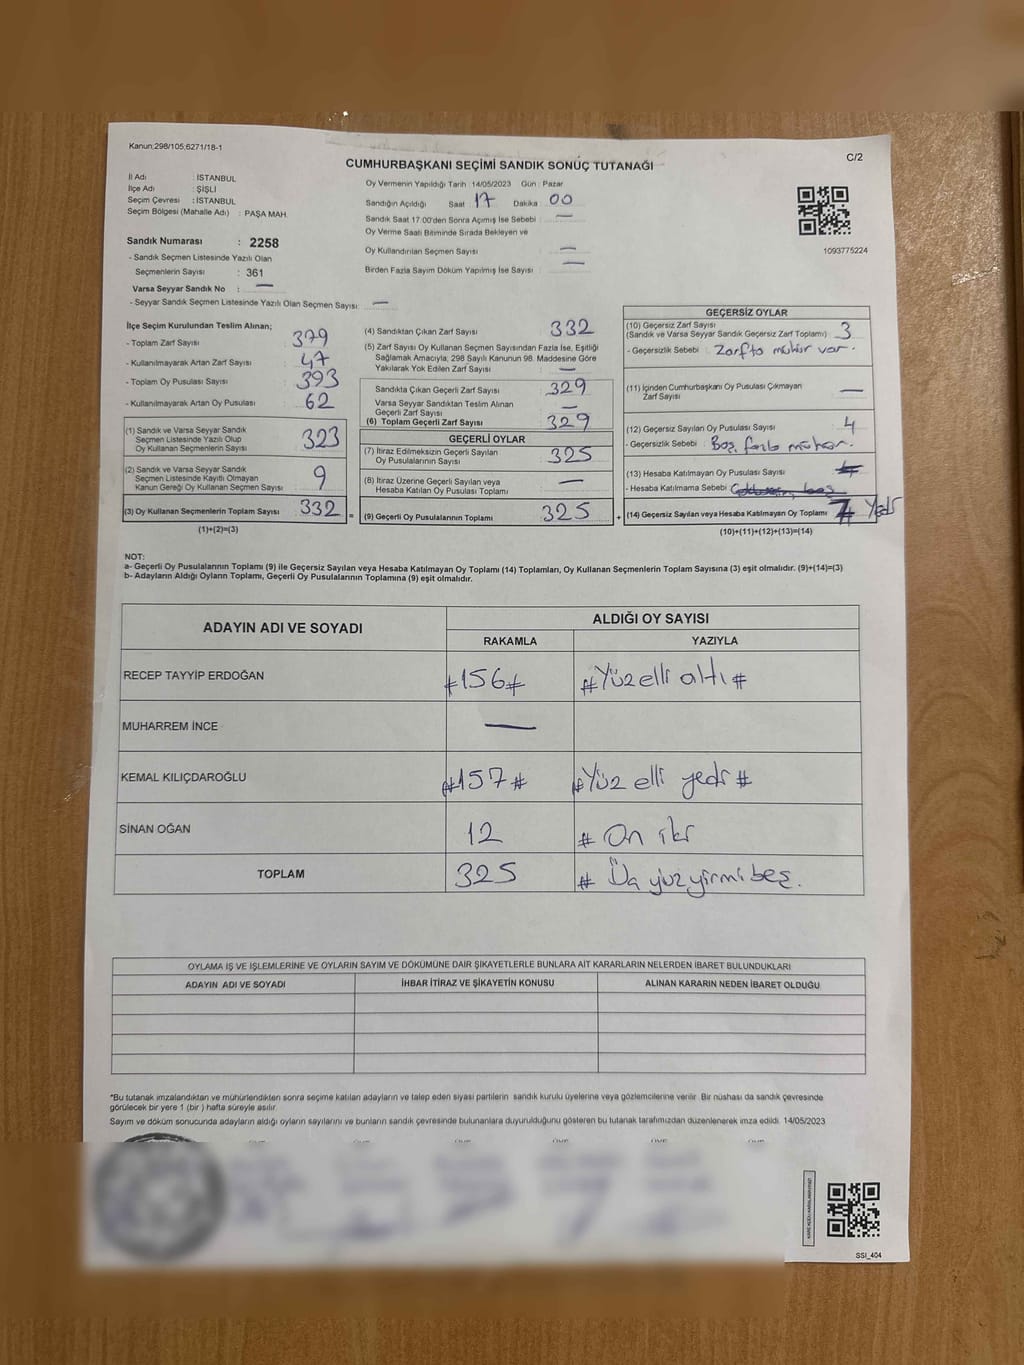 Kanun;298/105,6271/18-1
CUMHURBAŞKANI SEÇİMİ SANDIK SONUÇ TUTANAĞI
C/2
İl Adı : İSTANBUL
İlçe Adı : ŞİŞLİ
Seçim Çevresi : İSTANBUL
Seçim Bölgesi (Mahalle Adı) : PAŞA MAH.
Sandık Numarası : 2258
- Sandık Seçmen Listesinde Yazılı Olan
Seçmenlerin Sayısı : 361
Varsa Seyyar Sandık No : —
- Seyyar Sandık Seçmen Listesinde Yazılı Olan Seçmen Sayısı: —
Oy Vermenin Yapıldığı Tarih :14/05/2023 Gün : Pazar
Sandığın Açıldığı Saat 17 Dakika 00
Sandık Saat 17.00'den Sonra Açımış İse Sebebi : —
Oy Verme Saati Bitiminde Sırada Bekleyen ve
Oy Kullandırılan Seçmen Sayısı : —
Birden Fazla Sayım Döküm Yapılmış İse Sayısı : —
1093775224
İlçe Seçim Kurulundan Teslim Alınan;
- Toplam Zarf Sayısı : 379
- Kullanılmayarak Artan Zarf Sayısı : 47
- Toplam Oy Pusulası Sayısı : 393
- Kullanılmayarak Artan Oy Pusulası : 62
(1) Sandık ve Varsa Seyyar Sandık
Seçmen Listesinde Yazılı Olup
Oy Kullanan Seçmenlerin Sayısı : 323
(2) Sandık ve Varsa Seyyar Sandık
Seçmen Listesinde Kayıtlı Olmayan
Kanun Gereği Oy Kullanan Seçmen Sayısı : 9
(3) Oy Kullanan Seçmenlerin Toplam Sayısı : 332
(1)+(2)=(3)
(4) Sandıktan Çıkan Zarf Sayısı : 332
(5) Zarf Sayısı Oy Kullanan Seçmen Sayısından Fazla İse, Eşitliği
Sağlamak Amacıyla; 298 Sayılı Kanunun 98. Maddesine Göre
Yakılarak Yok Edilen Zarf Sayısı : —
Sandıkta Çıkan Geçerli Zarf Sayısı : 329
Varsa Seyyar Sandıktan Teslim Alınan
Geçerli Zarf Sayısı : —
(6) Toplam Geçerli Zarf Sayısı : 329
GEÇERLİ OYLAR
(7) İtiraz Edilmeksizin Geçerli Sayılan
Oy Pusulalarının Sayısı : 325
(8) İtiraz Üzerine Geçerli Sayılan veya
Hesaba Katılan Oy Pusulası Toplamı : —
= (9) Geçerli Oy Pusulalarının Toplamı : 325 +
GEÇERSİZ OYLAR
(10) Geçersiz Zarf Sayısı
(Sandık ve Varsa Seyyar Sandık Geçersiz Zarf Toplamı) : 3
- Geçersizlik Sebebi : Zarfta mühür var.
(11) İçinden Cumhurbaşkanı Oy Pusulası Çıkmayan
Zarf Sayısı : —
(12) Geçersiz Sayılan Oy Pusulası Sayısı : 4
- Geçersizlik Sebebi : Boş, fazla mühür.
(13) Hesaba Katılmayan Oy Pusulası Sayısı
- Hesaba Katılmama Sebebi
(14) Geçersiz Sayılan veya Hesaba Katılmayan Oy Toplamı : 7 Yedi
(10)+(11)+(12)+(13)=(14)
NOT:
a- Geçerli Oy Pusulasının Toplamı (9) ile Geçersiz Sayılan veya Hesaba Katılmayan Oy Toplamı (14) Toplamları, Oy Kullanan Seçmenlerin Toplam Sayısına (3) eşit olmalıdır. (9)+(14)=(3)
b- Adayların Aldığı Oyların Toplamı, Geçerli Oy Pusulalarının Toplamına (9) eşit olmalıdır.
ADAYIN ADI VE SOYADI
ALDIĞI OY SAYISI
RAKAMLA YAZIYLA
RECEP TAYYİP ERDOĞAN #156# #Yüz elli altı#
MUHARREM İNCE —
KEMAL KILIÇDAROĞLU #157# #Yüz elli yedi#
SİNAN OĞAN 12 # On iki
TOPLAM 325 # Üç yüz yirmi beş.
OYLAMA İŞ VE İŞLEMLERİNE VE OYLARIN SAYIM VE DÖKÜMÜNE DAİR ŞİKAYETLERLE BUNLARA AİT KARARLARIN NELERDEN İBARET BULUNDUKLARI
ADAYIN ADI VE SOYADI İHBAR İTİRAZ VE ŞİKAYETİN KONUSU ALINAN KARARIN NEDEN İBARET OLDUĞU
*Bu tutanak imzalandıktan ve mühürlendikten sonra seçime katılan adayların ve talep eden siyasi partilerin sandık kurulu üyelerine veya gözlemcilerine verilir. Bir nüshası da sandık çevresinde
görülecek bir yere 1 (bir ) hafta süreyle asılır.
Sayım ve döküm sonucunda adayların aldığı oyların sayılarını ve bunların sandık çevresinde bulunanlara duyurulduğunu gösteren bu tutanak tarafımızdan düzenlenerek imza edildi. 14/05/2023
SSI_404